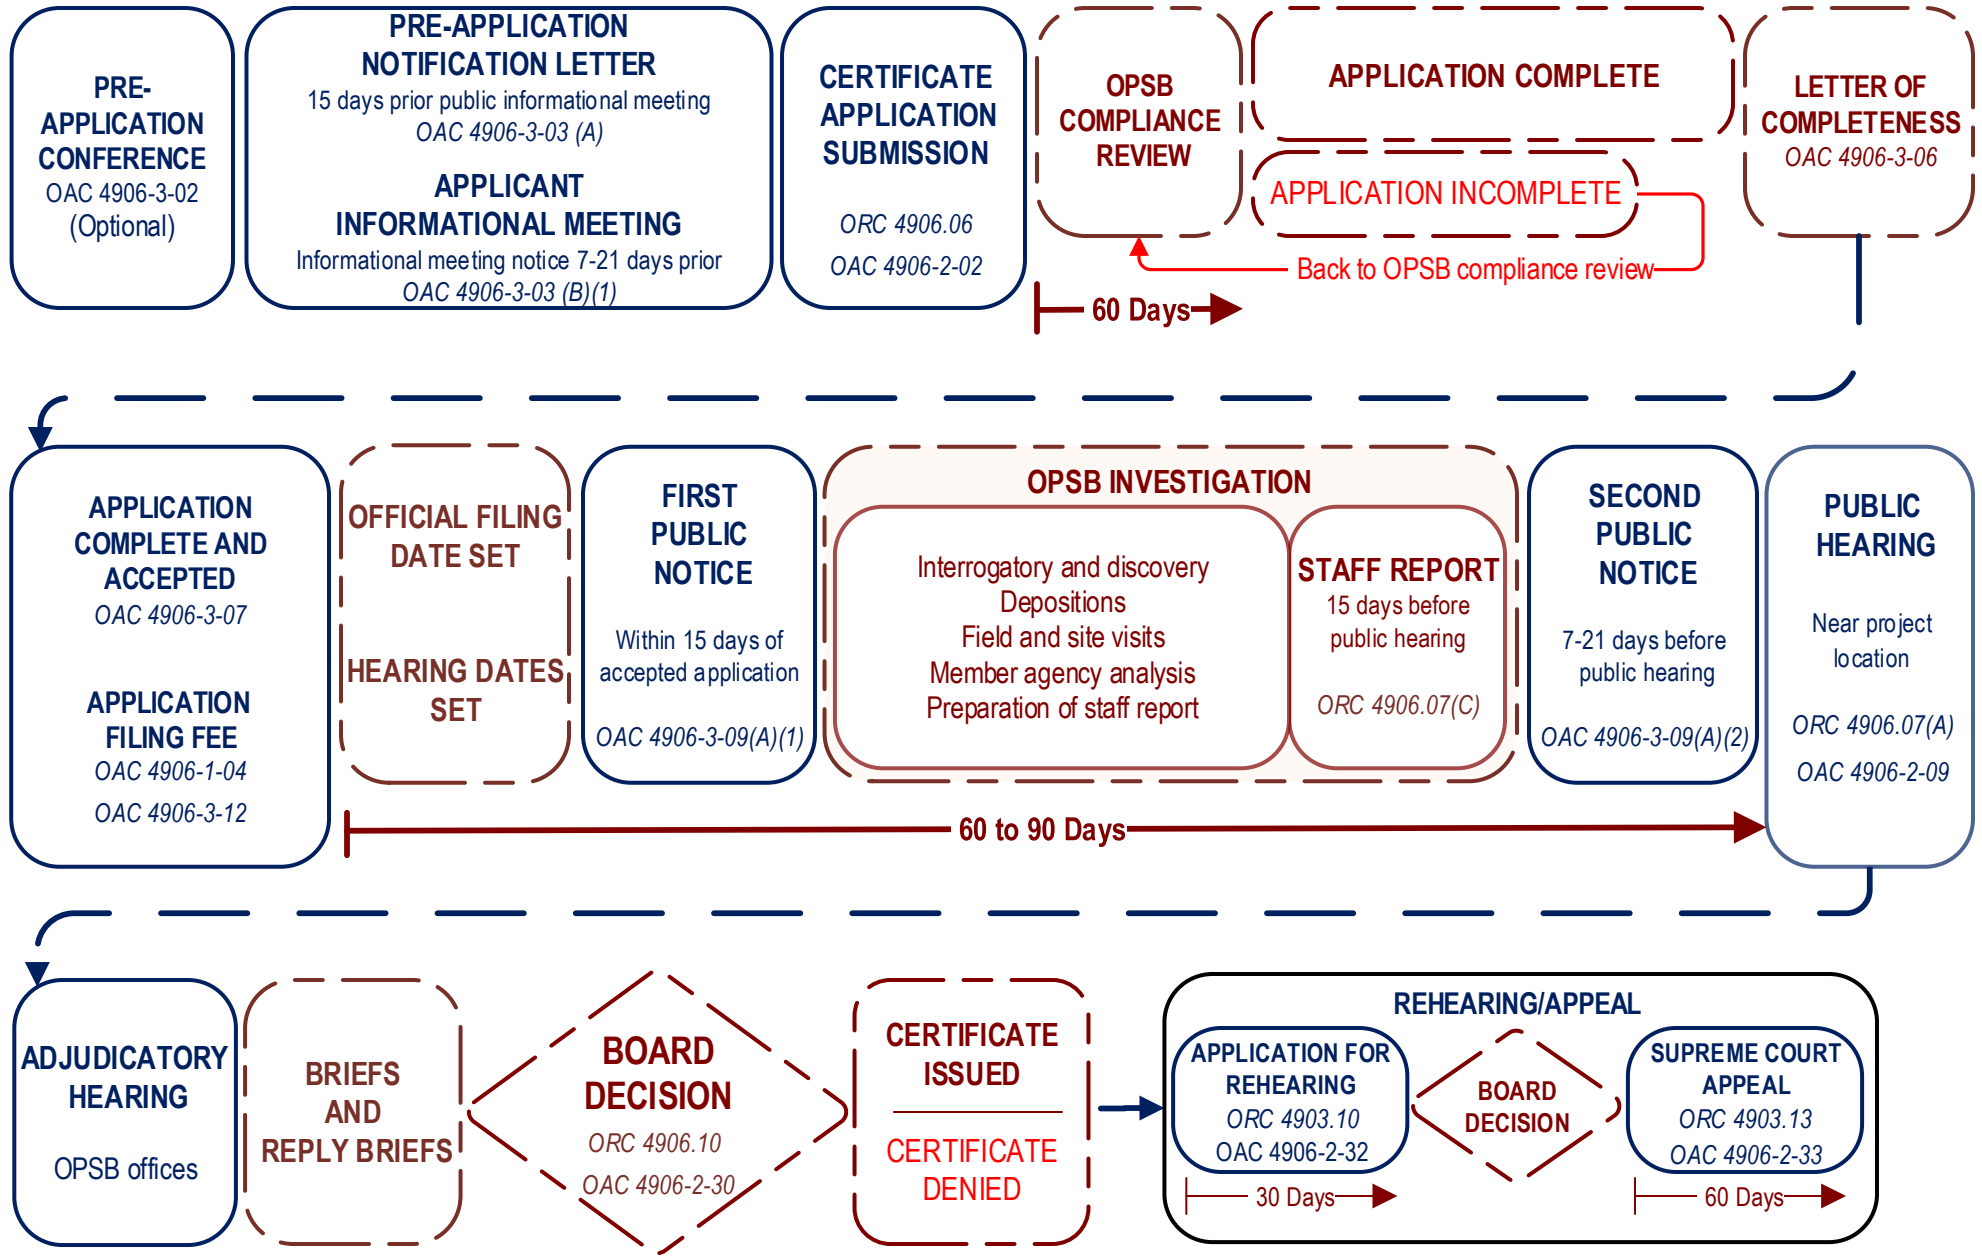 PRE-
APPLICATION
CONFERENCE
OAC 4906-3-02
(Optional)
PRE-APPLICATION
NOTIFICATION LETTER
15 days prior public informational meeting
OAC 4906-3-03 (A)
APPLICANT
INFORMATIONAL MEETING
Informational meeting notice 7-21 days prior
OAC 4906-3-03 (B)(1)
CERTIFICATE
APPLICATION
SUBMISSION
ORC 4906.06
OAC 4906-2-02
OPSB
COMPLIANCE
REVIEW
APPLICATION COMPLETE
APPLICATION INCOMPLETE
Back to OPSB compliance review
60 Days
LETTER OF
COMPLETENESS
OAC 4906-3-06
APPLICATION
COMPLETE AND
ACCEPTED
OAC 4906-3-07
APPLICATION
FILING FEE
OAC 4906-1-04
OAC 4906-3-12
OFFICIAL FILING
DATE SET
HEARING DATES
SET
FIRST
PUBLIC
NOTICE
Within 15 days of
accepted application
OAC 4906-3-09(A)(1)
OPSB INVESTIGATION
Interrogatory and discovery
Depositions
Field and site visits
Member agency analysis
Preparation of staff report
STAFF REPORT
15 days before
public hearing
ORC 4906.07(C)
SECOND
PUBLIC
NOTICE
7-21 days before
public hearing
OAC 4906-3-09(A)(2)
PUBLIC
HEARING
Near project
location
ORC 4906.07(A)
OAC 4906-2-09
60 to 90 Days
ADJUDICATORY
HEARING
OPSB offices
BRIEFS
AND
REPLY BRIEFS
BOARD
DECISION
ORC 4906.10
OAC 4906-2-30
CERTIFICATE
ISSUED
CERTIFICATE
DENIED
REHEARING/APPEAL
APPLICATION FOR
REHEARING
ORC 4903.10
OAC 4906-2-32
30 Days
BOARD
DECISION
SUPREME COURT
APPEAL
ORC 4903.13
OAC 4906-2-33
60 Days